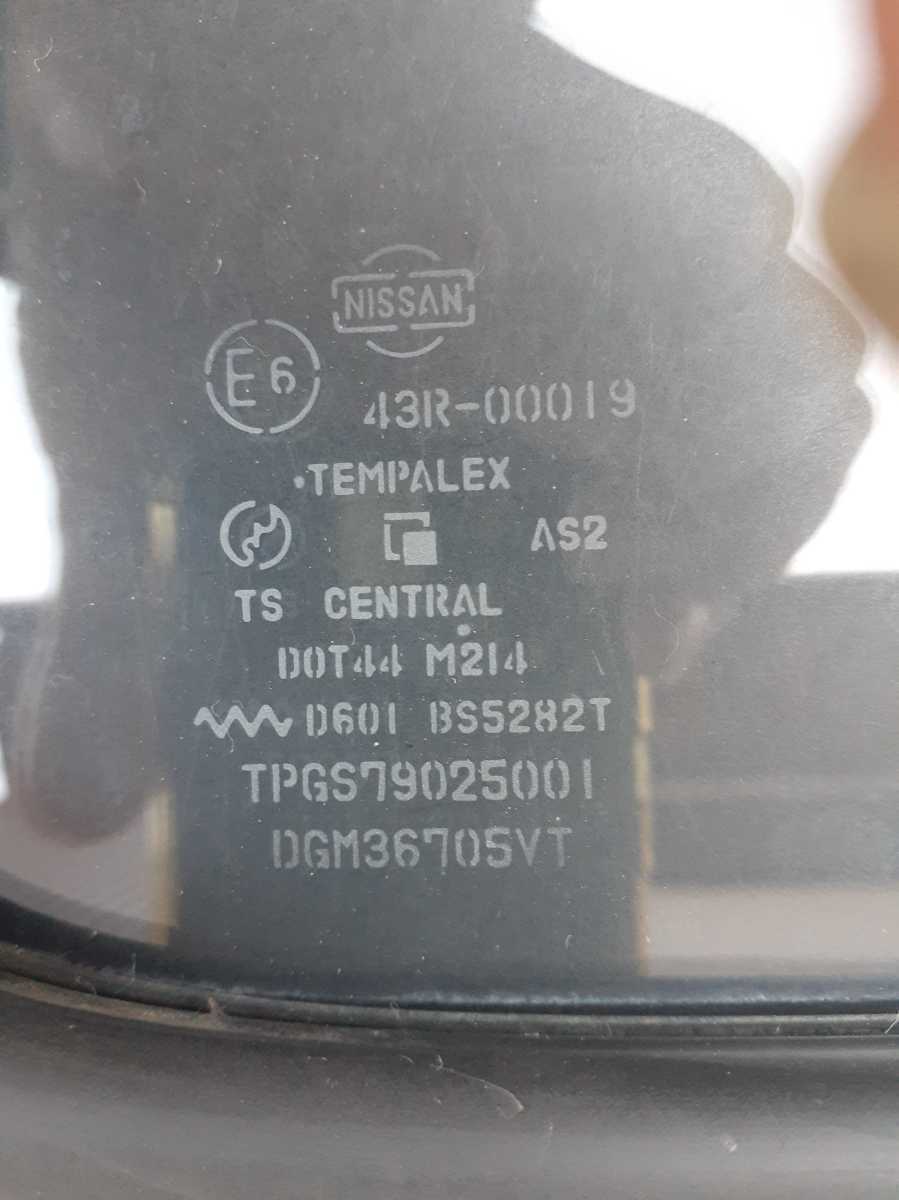 NISSAN
E6
43R-00019
TEMPALEX
AS2
TS CENTRAL
DOT44 M214
D601 BS5282T
TPGS79025001
DGM36705VT